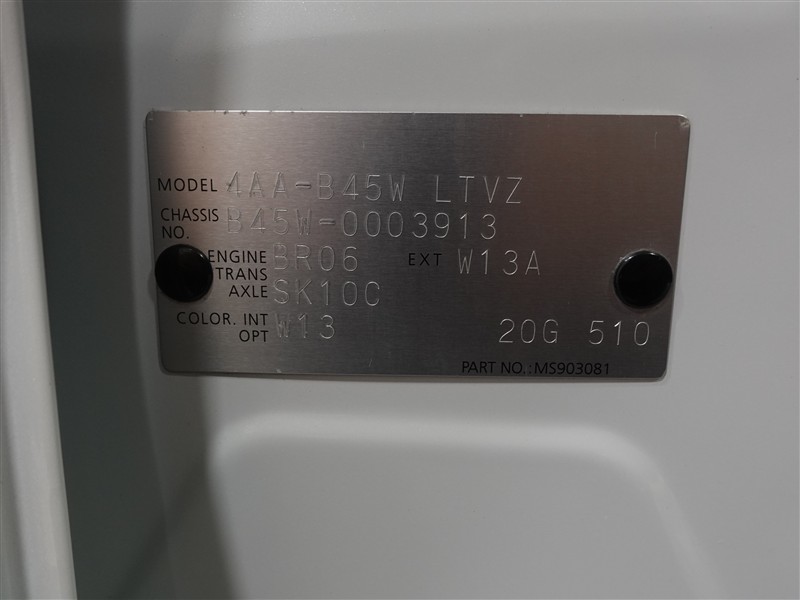 MODEL 4AA-B45W LTVZ
CHASSIS NO. B45W-0003913
ENGINE BR06 EXT W13A
TRANS AXLE SK10C
COLOR. INT W13
OPT 20G 510
PART NO.:MS903081